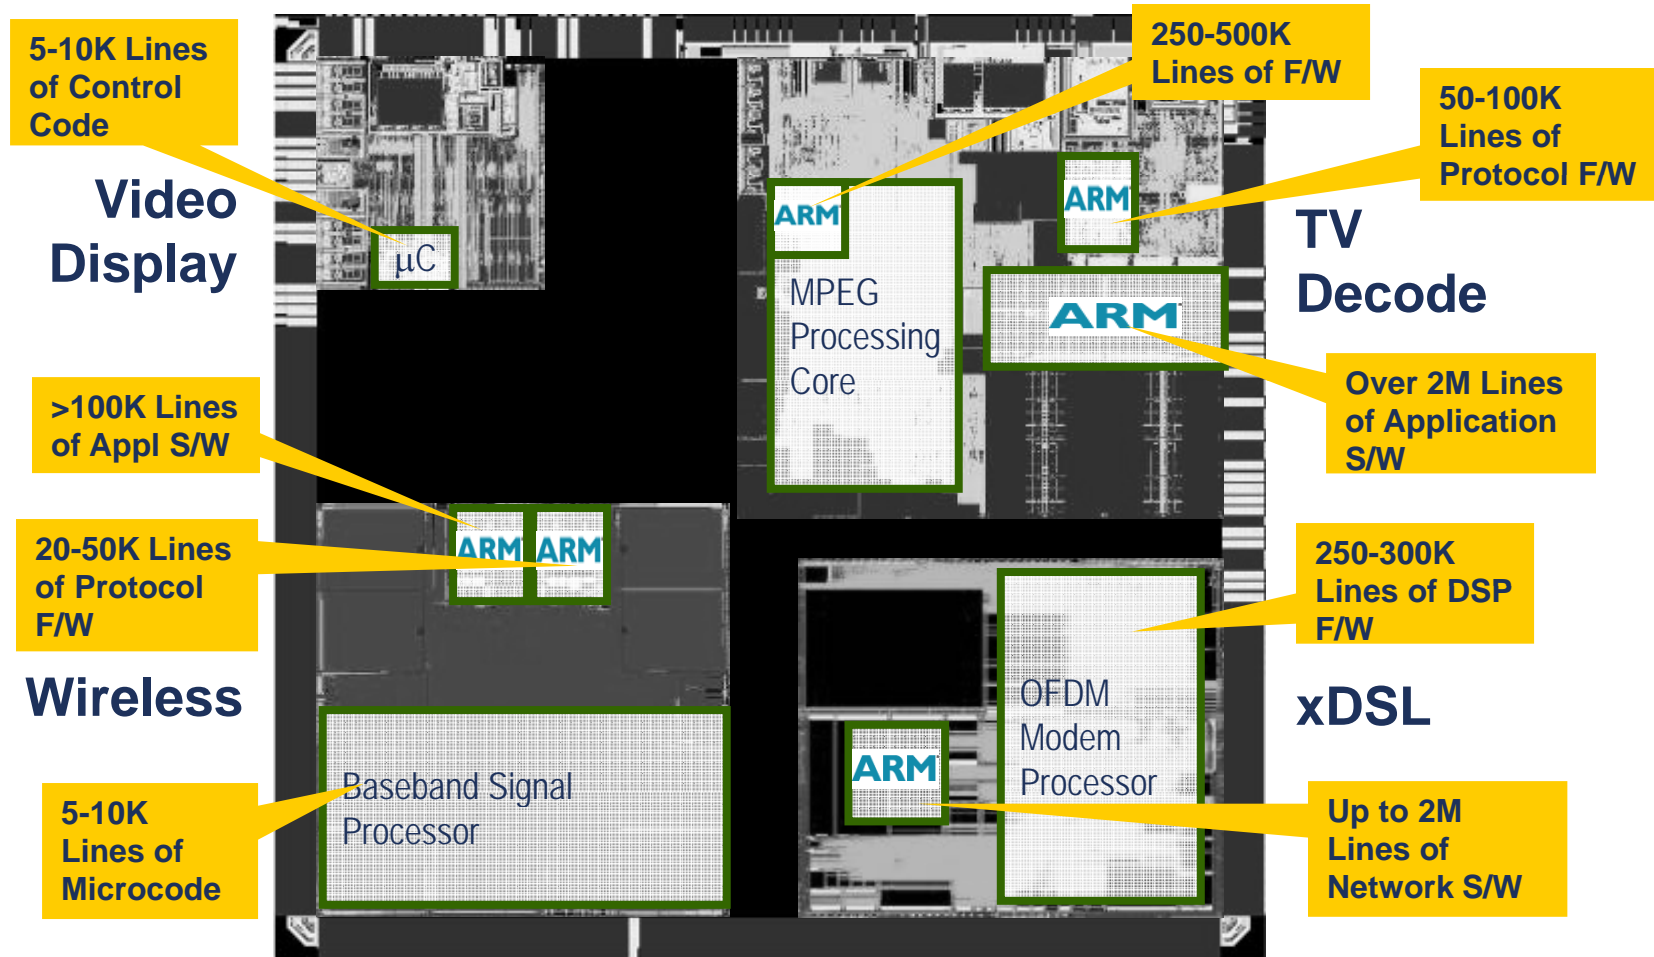 5-10K Lines
of Control
Code
250-500K
Lines of F/W
50-100K
Lines of
Protocol F/W
Video
Display
µC
ARM
MPEG
Processing
Core
ARM
TV
Decode
ARM
Over 2M Lines
of Application
S/W
>100K Lines
of Appl S/W
20-50K Lines
of Protocol
F/W
ARM
ARM
Wireless
Baseband Signal
Processor
5-10K
Lines of
Microcode
250-300K
Lines of DSP
F/W
OFDM
Modem
Processor
ARM
xDSL
Up to 2M
Lines of
Network S/W